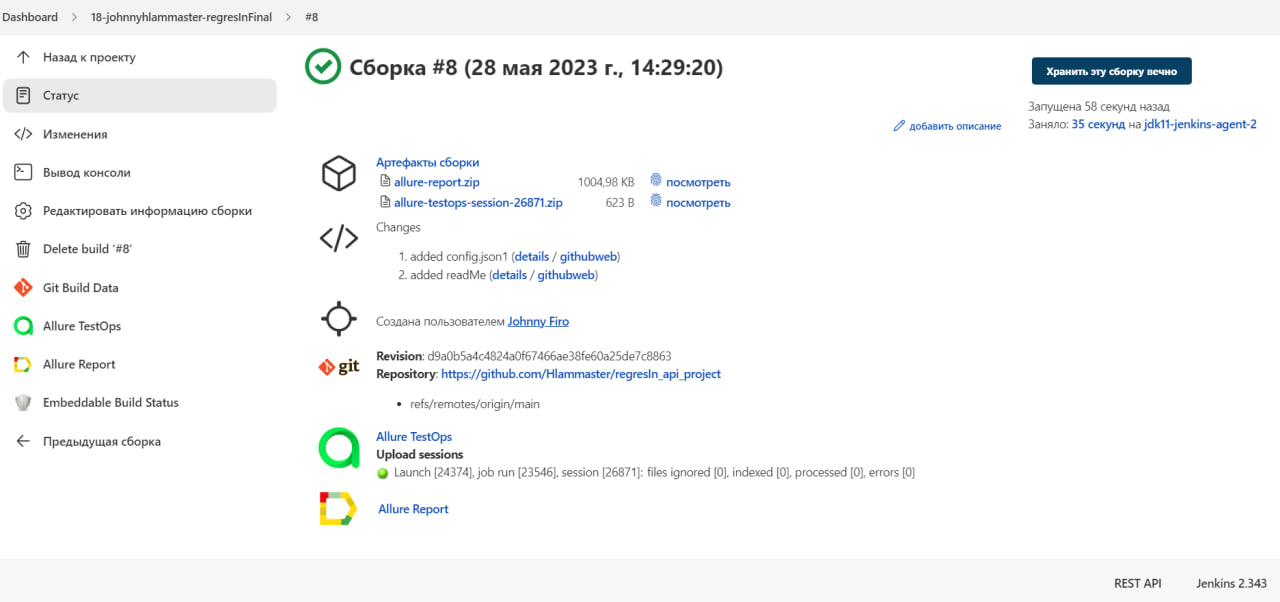 Dashboard > 18-johnnyhlammaster-regresInFinal > #8
Назад к проекту
Статус
Изменения
Вывод консоли
Редактировать информацию сборки
Delete build '#8'
Git Build Data
Allure TestOps
Allure Report
Embeddable Build Status
Предыдущая сборка
Сборка #8 (28 мая 2023 г., 14:29:20)
Хранить эту сборку вечно
Запущена 58 секунд назад
Заняло: 35 секунд на jdk11-jenkins-agent-2
добавить описание
Артефакты сборки
allure-report.zip 1004,98 KB посмотреть
allure-testops-session-26871.zip 623 B посмотреть
Changes
1. added config.json1 (details / githubweb)
2. added readMe (details / githubweb)
Создана пользователем Johnny Firo
git
Revision: d9a0b5a4c4824a0f67466ae38fe60a25de7c8863
Repository: https://github.com/Hlammaster/regresIn_api_project
• refs/remotes/origin/main
Allure TestOps
Upload sessions
Launch [24374], job run [23546], session [26871]: files ignored [0], indexed [0], processed [0], errors [0]
Allure Report
REST API Jenkins 2.343